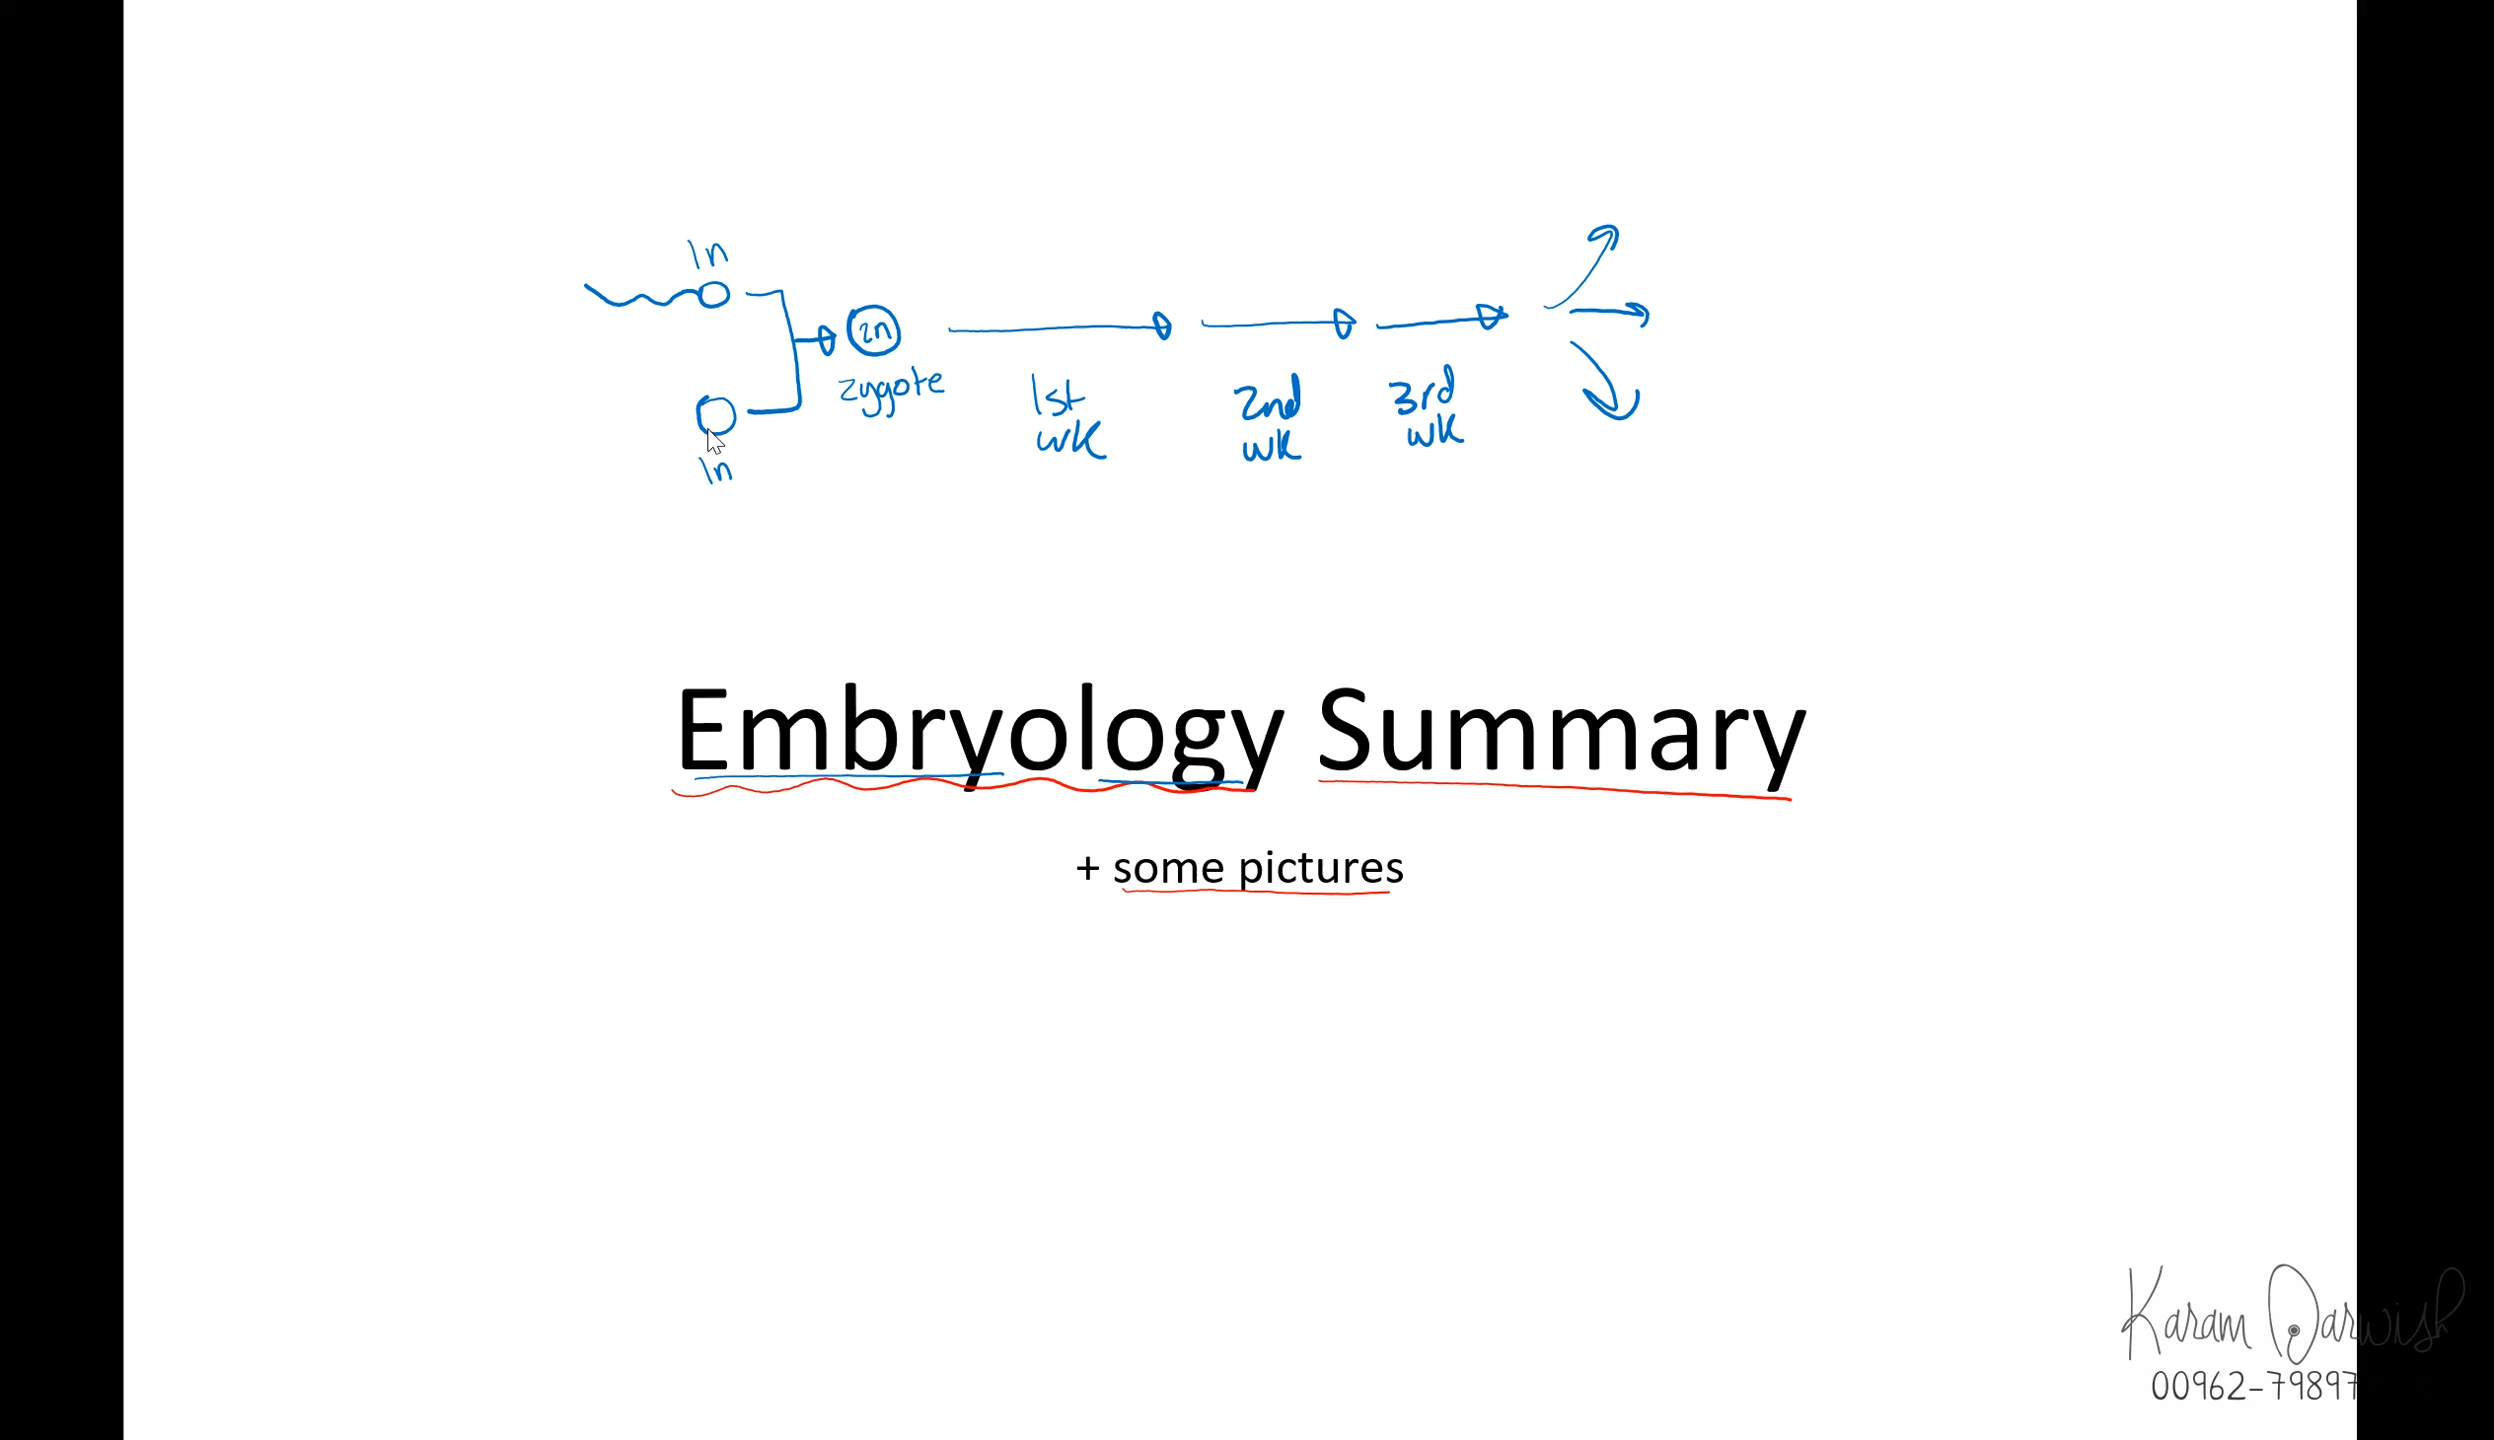 1n
2n
zygote
1st
wk
2nd
wk
3rd
wk
1n
Embryology Summary
+ some pictures
Karam Darwish
00962-79897